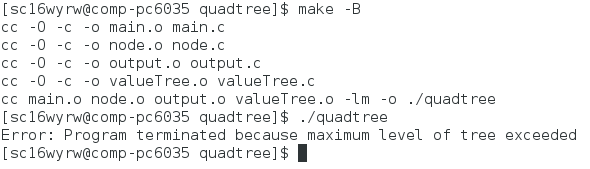 [sc16wyrw@comp-pc6035 quadtree]$ make -B
cc -O -c -o main.o main.c
cc -O -c -o node.o node.c
cc -O -c -o output.o output.c
cc -O -c -o valueTree.o valueTree.c
cc main.o node.o output.o valueTree.o -lm -o ./quadtree
[sc16wyrw@comp-pc6035 quadtree]$ ./quadtree
Error: Program terminated because maximum level of tree exceeded
[sc16wyrw@comp-pc6035 quadtree]$